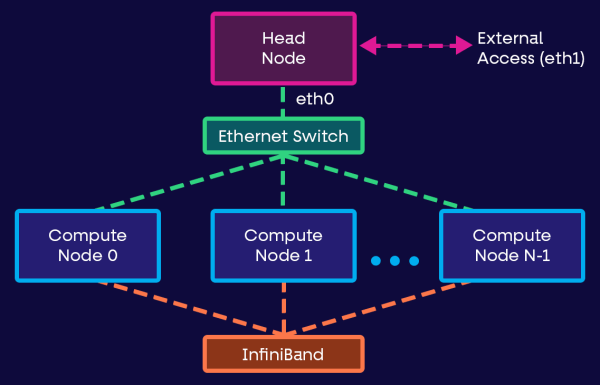 Head
Node
External
Access (eth1)
eth0
Ethernet Switch
Compute
Node 0
Compute
Node 1
Compute
Node N-1
InfiniBand